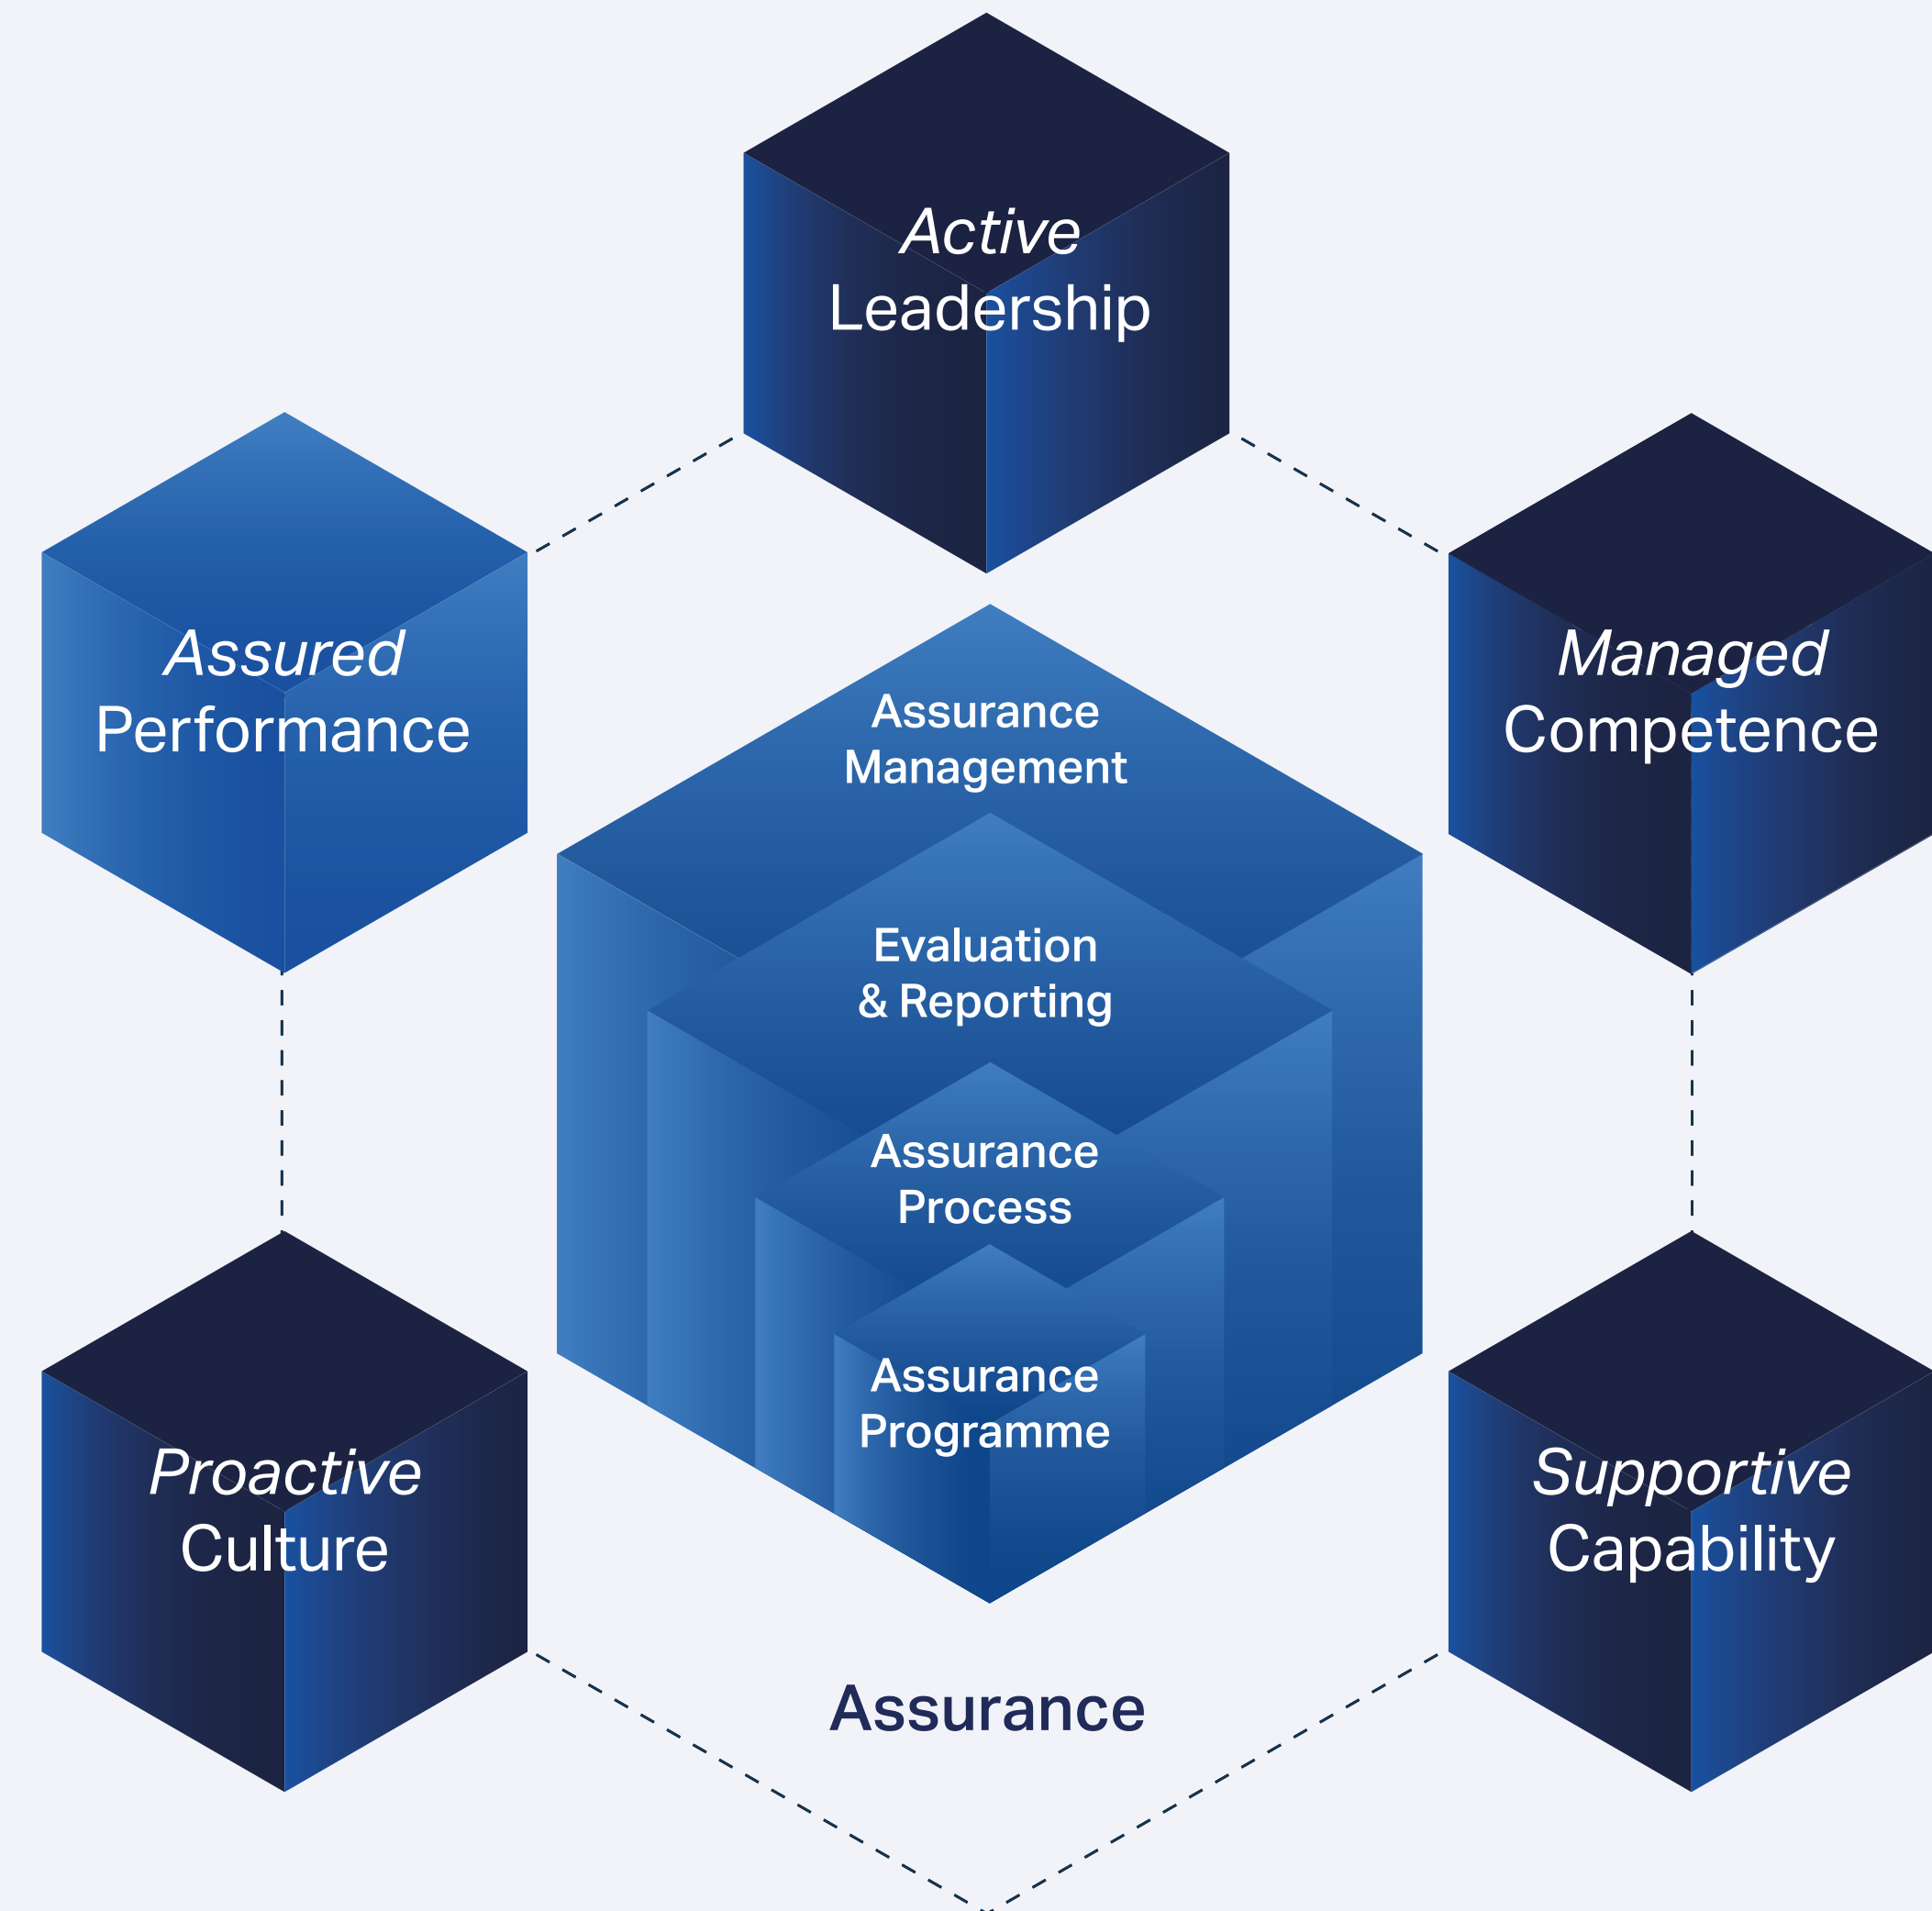 Active
Leadership
Assured
Performance
Managed
Competence
Assurance
Management
Evaluation
& Reporting
Assurance
Process
Assurance
Programme
Proactive
Culture
Supportive
Capability
Assurance